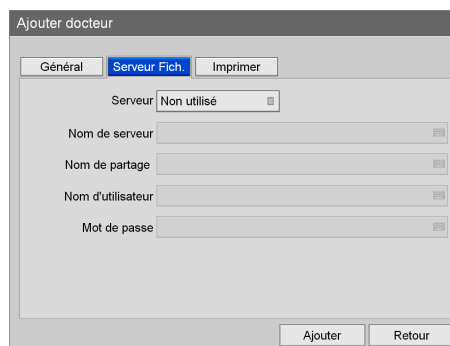 Ajouter docteur
Général Serveur Fich. Imprimer
Serveur Non utilisé
Nom de serveur
Nom de partage
Nom d'utilisateur
Mot de passe
Ajouter Retour